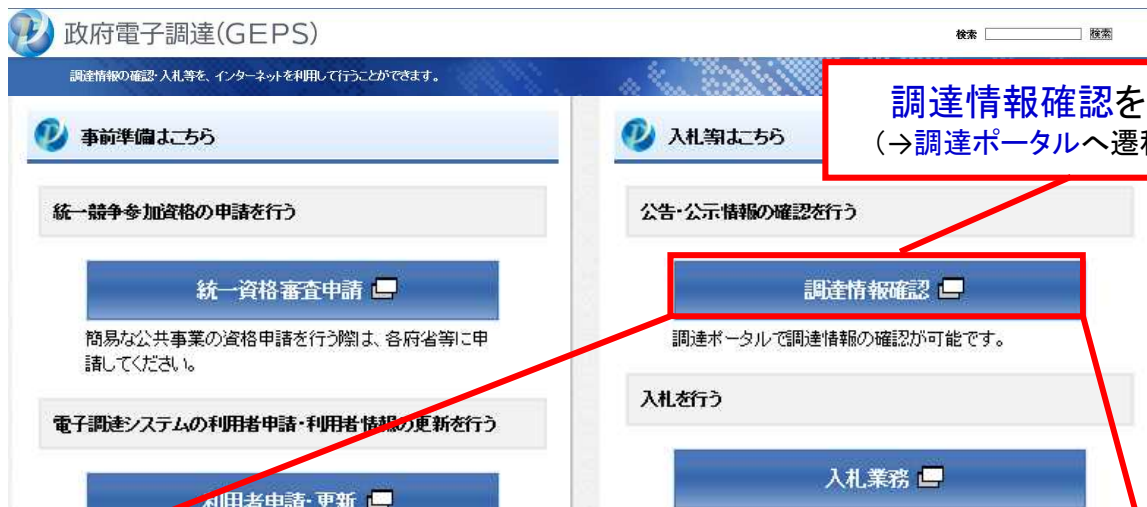 政府電子調達(GEPS)
検索
検索
調達情報の確認・入札等を、インターネットを利用して行うことができます。
調達情報確認を
(→調達ポータルへ遷
事前準備はこちら
入札等はこちら
統一競争参加資格の申請を行う
公告・公示情報の確認を行う
統一資格審査申請
調達情報確認
簡易な公共事業の資格申請を行う際は、各府省等に申
請してください。
調達ポータルで調達情報の確認が可能です。
電子調達システムの利用者申請・利用者情報の更新を行う
入札を行う
利用者申請・更新
入札業務